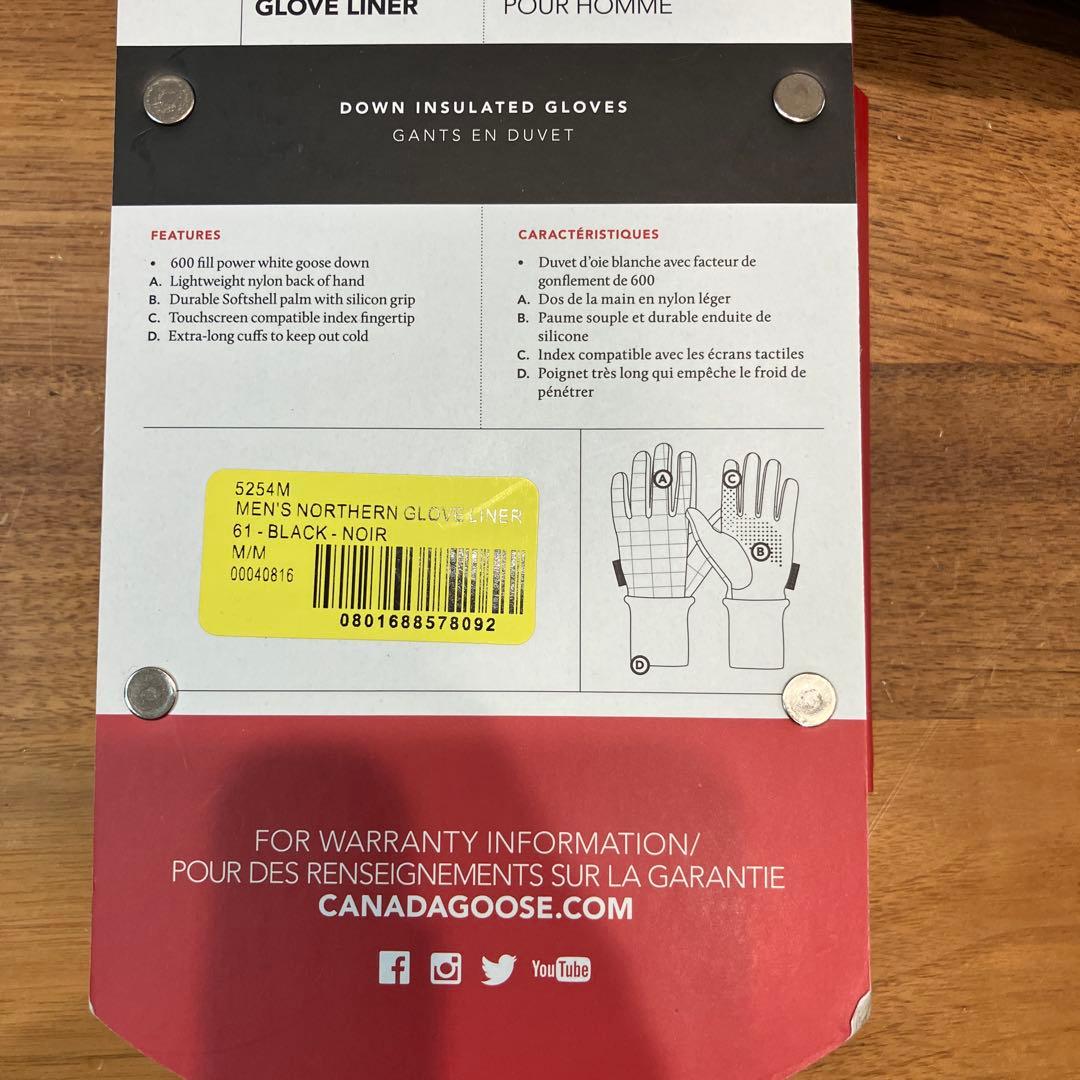 GLOVE LINER
POUR HOMME
DOWN INSULATED GLOVES
GANTS EN DUVET
FEATURES
• 600 fill power white goose down
A. Lightweight nylon back of hand
B. Durable Softshell palm with silicon grip
C. Touchscreen compatible index fingertip
D. Extra-long cuffs to keep out cold
CARACTÉRISTIQUES
• Duvet d'oie blanche avec facteur de
gonflement de 600
A. Dos de la main en nylon léger
B. Paume souple et durable enduite de
silicone
C. Index compatible avec les écrans tactiles
D. Poignet très long qui empêche le froid de
pénétrer
5254M
MEN'S NORTHERN GLOVE LINER
61 - BLACK - NOIR
M/M
00040816
0801688578092
A
C
B
D
FOR WARRANTY INFORMATION/
POUR DES RENSEIGNEMENTS SUR LA GARANTIE
CANADAGOOSE.COM
YouTube